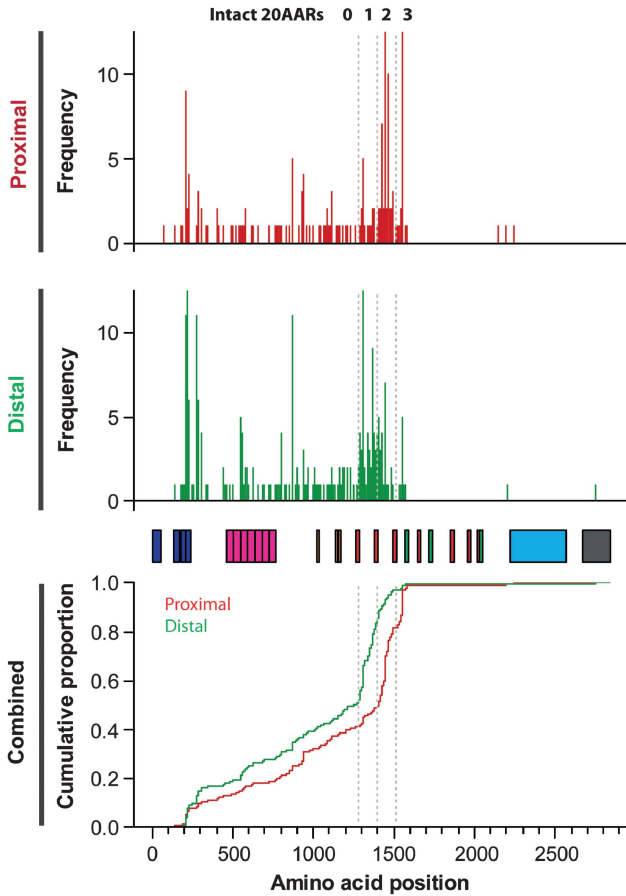 Intact 20AARs 0 1 2 3
Proximal
Frequency
10
5
0
Distal
Frequency
10
5
0
Combined
Cumulative proportion
1.0
0.8
0.6
0.4
0.2
0.0
Proximal
Distal
0 500 1000 1500 2000 2500
Amino acid position